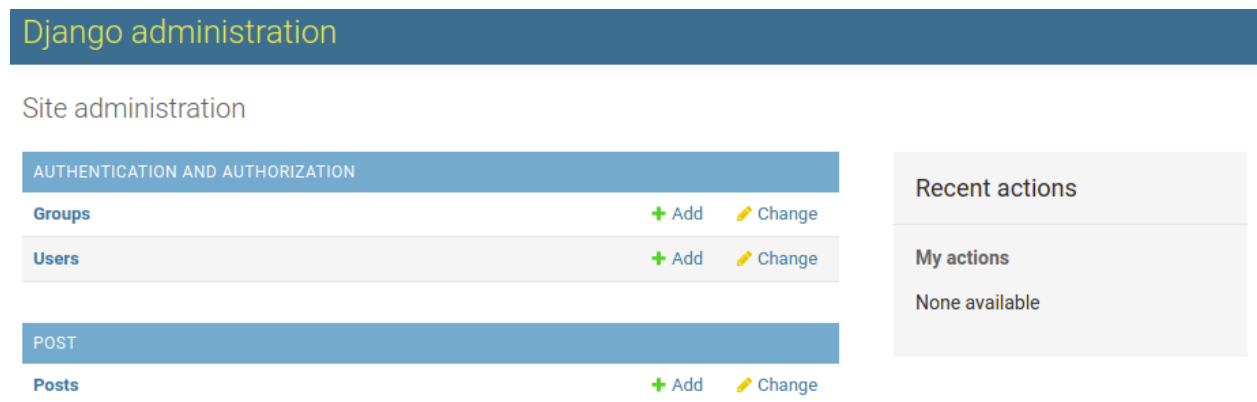 Django administration
Site administration
AUTHENTICATION AND AUTHORIZATION
Groups Add Change
Users Add Change
POST
Posts Add Change
Recent actions
My actions
None available